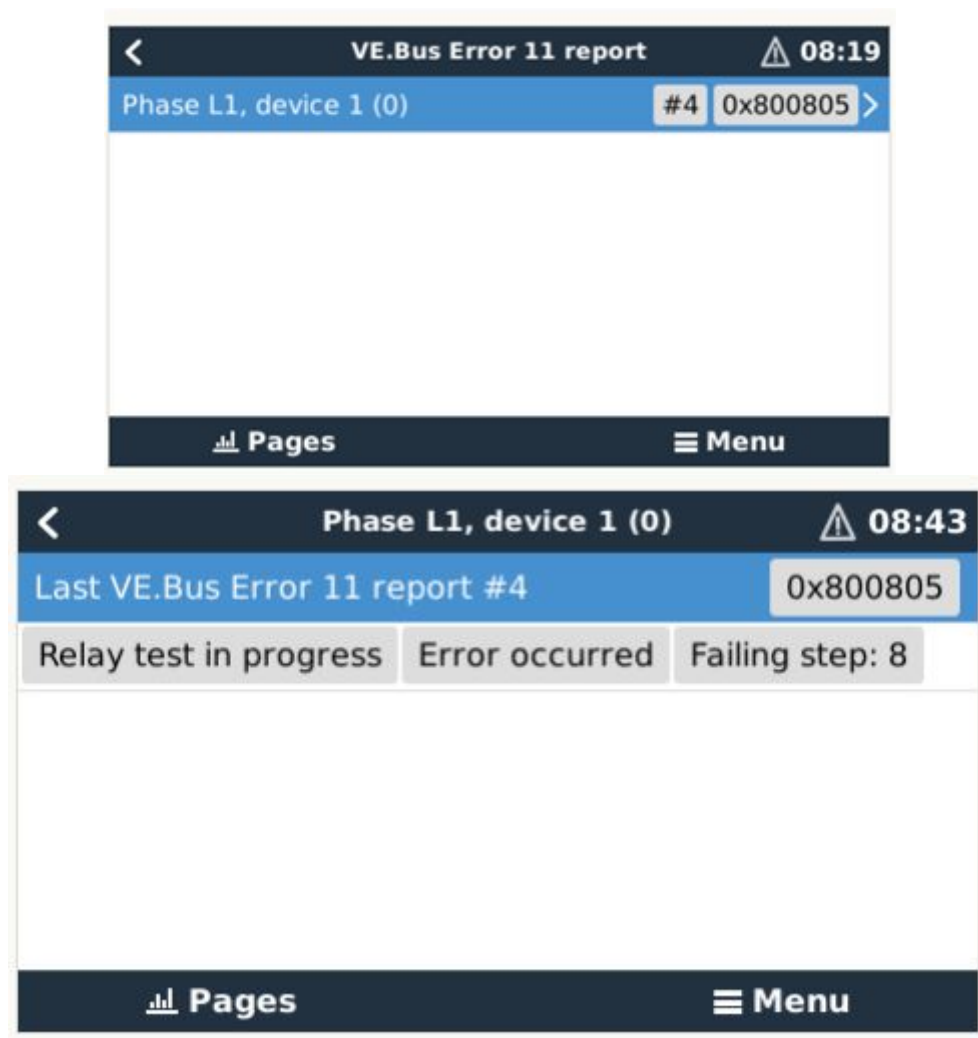 VE.Bus Error 11 report 08:19
Phase L1, device 1 (0) #4 0x800805
Pages Menu
Phase L1, device 1 (0) 08:43
Last VE.Bus Error 11 report #4 0x800805
Relay test in progress Error occurred Failing step: 8
Pages Menu